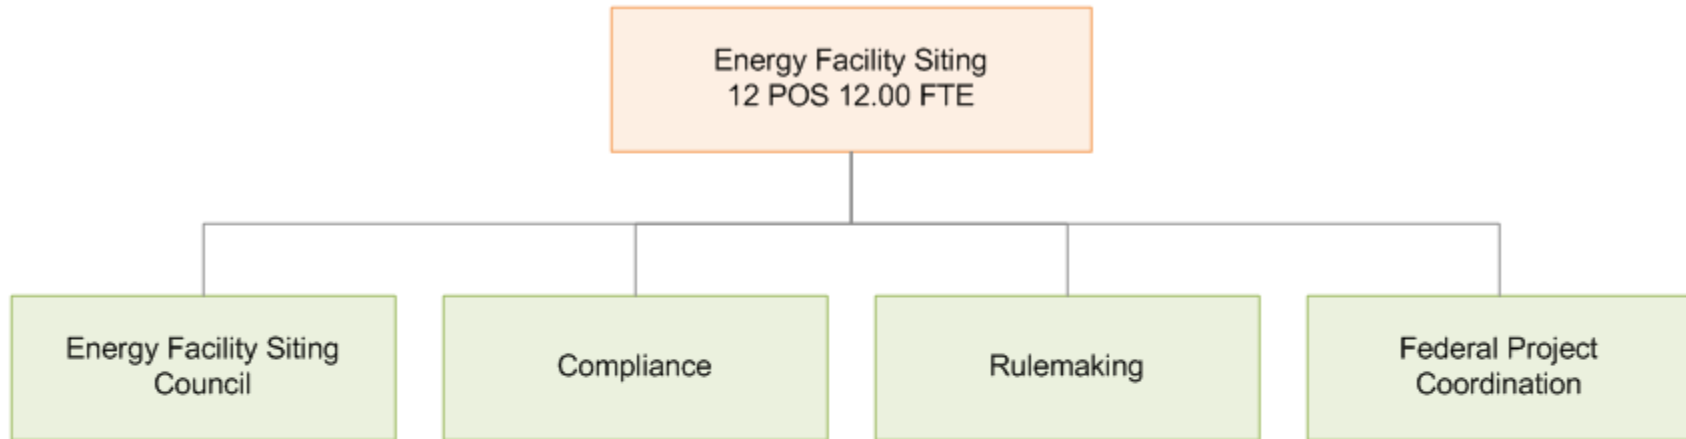 Energy Facility Siting
12 POS 12.00 FTE
Energy Facility Siting
Council
Compliance
Rulemaking
Federal Project
Coordination